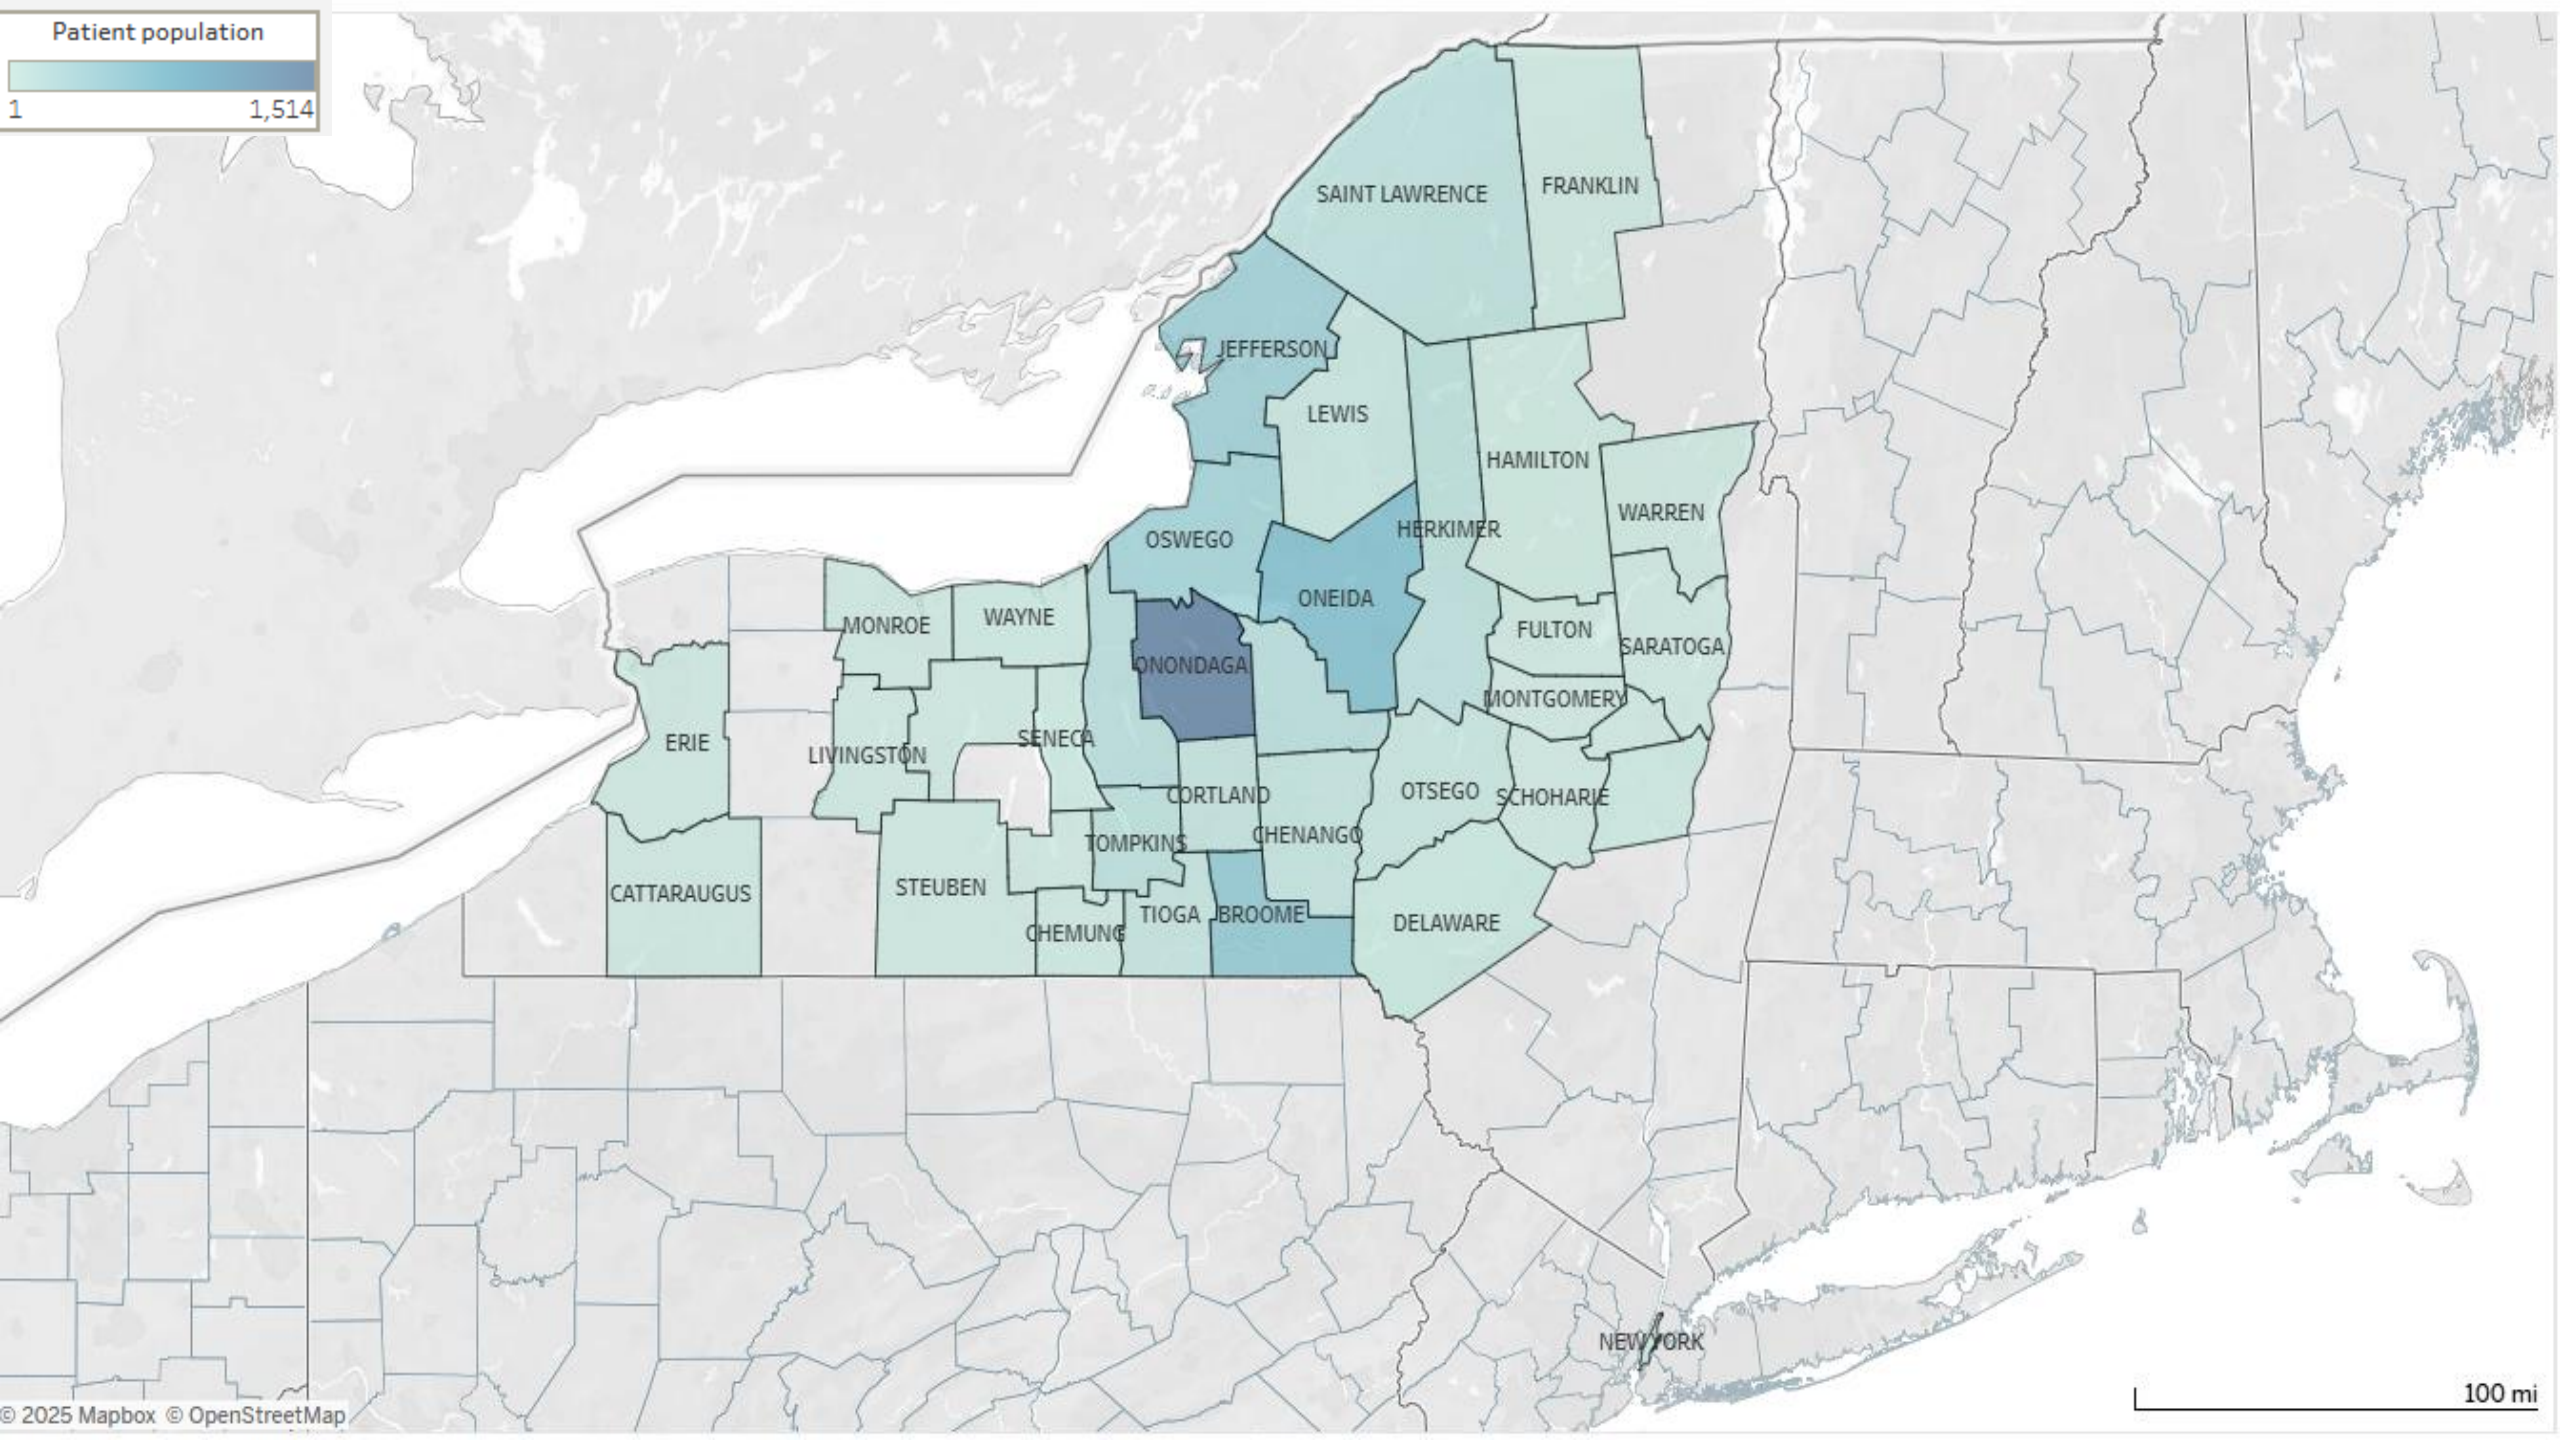 Patient population
1 1,514
SAINT LAWRENCE
FRANKLIN
JEFFERSON
LEWIS
HAMILTON
WARREN
OSWEGO
HERKIMER
ONEIDA
MONROE
WAYNE
FULTON
SARATOGA
ONONDAGA
MONTGOMERY
ERIE
LIVINGSTON
SENECA
CORTLAND
OTSEGO
SCHOHARIE
TOMPKINS
CHENANGO
CATTARAUGUS
STEUBEN
TIOGA
BROOME
DELAWARE
CHEMUNG
NEW YORK
100 mi
© 2025 Mapbox © OpenStreetMap